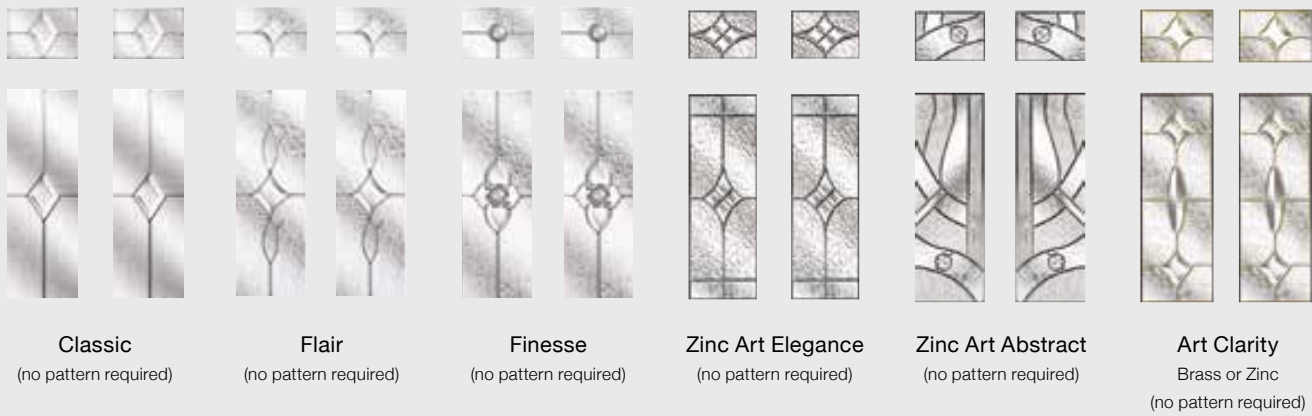 Classic
(no pattern required)
Flair
(no pattern required)
Finesse
(no pattern required)
Zinc Art Elegance
(no pattern required)
Zinc Art Abstract
(no pattern required)
Art Clarity
Brass or Zinc
(no pattern required)